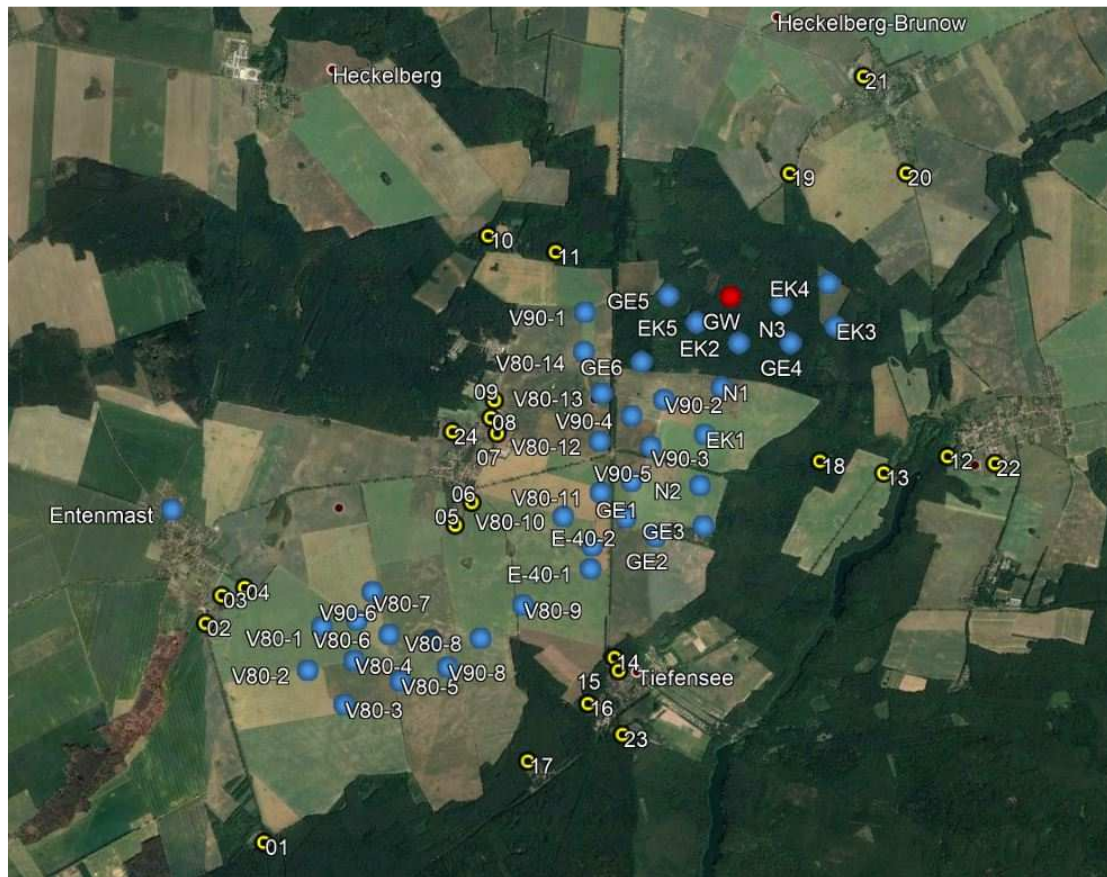 Heckelberg-Brunow
Heckelberg
21
19
20
10
11
GE5
EK4
V90-1
EK5
GW
N3
EK3
EK2
V80-14
GE6
GE4
09
V80-13
V90-2
N1
08
V90-4
24
07
V80-12
V90-3
EK1
18
13
12
22
06
V90-5
N2
V80-11
Entenmast
05
V80-10
GE1
GE3
E-40-2
GE2
E-40-1
04
03
V80-7
02
V90-6
V80-9
V80-1
V80-6
V80-8
14
V80-2
V80-4
V90-8
15
Tiefensee
V80-5
16
V80-3
23
17
01